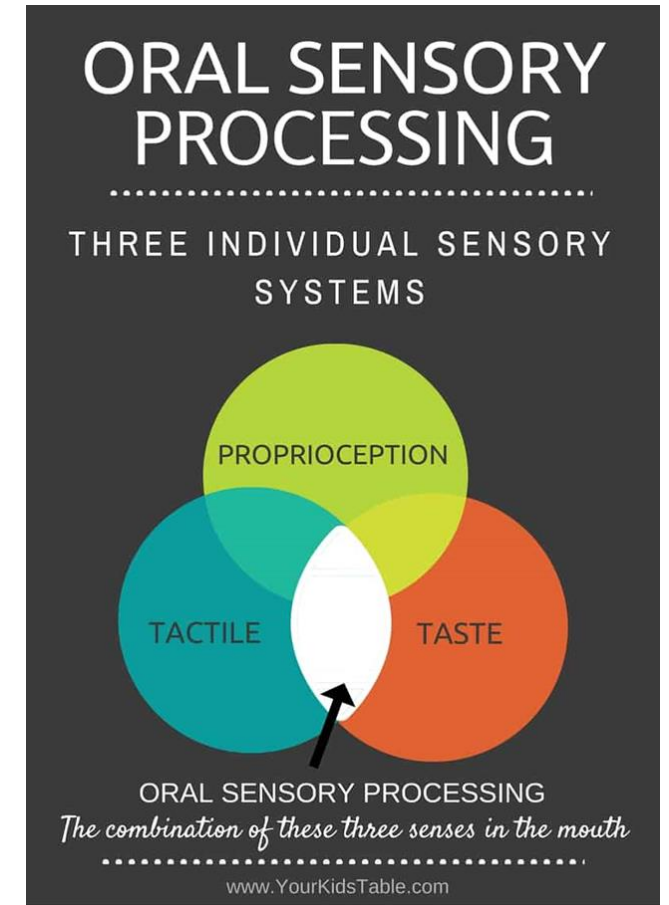 ORAL SENSORY
PROCESSING
THREE INDIVIDUAL SENSORY
SYSTEMS
PROPRIOCEPTION
TACTILE
TASTE
ORAL SENSORY PROCESSING
The combination of these three senses in the mouth
www.YourKidsTable.com